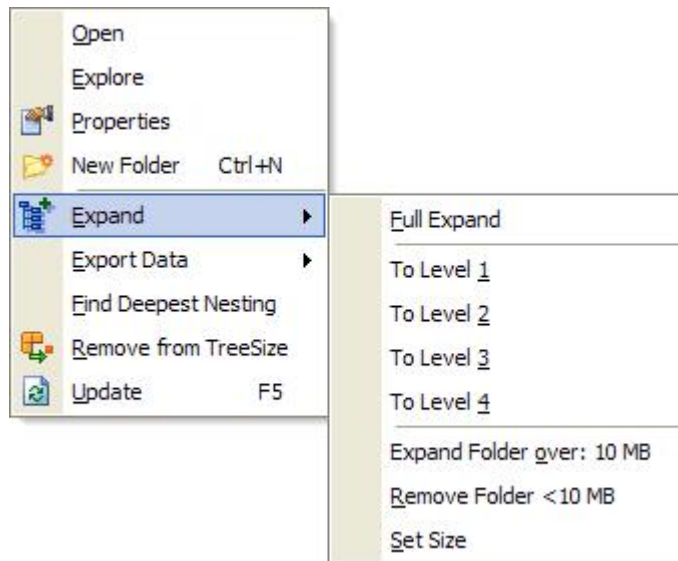 Open
Explore
Properties
New Folder Ctrl+N
Expand
Export Data
Find Deepest Nesting
Remove from TreeSize
Update F5
Full Expand
To Level 1
To Level 2
To Level 3
To Level 4
Expand Folder over: 10 MB
Remove Folder <10 MB
Set Size